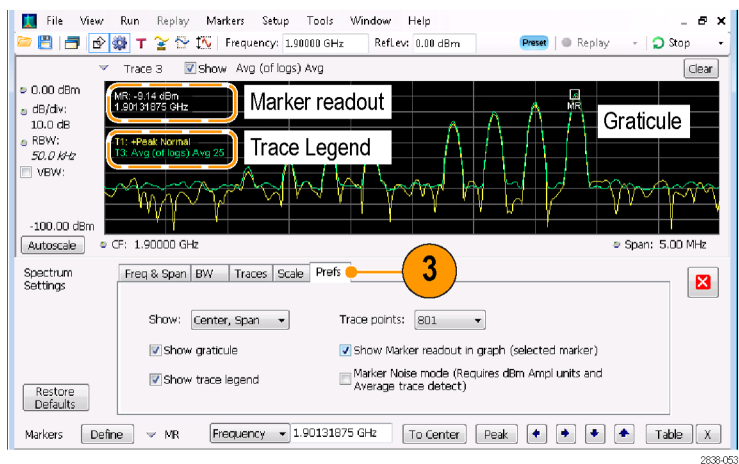 File View Run Replay Markers Setup Tools Window Help
Frequency: 1.90000 GHz RefLev: 0.00 dBm Preset Replay Stop
Trace 3 Show Avg (of logs) Avg Clear
0.00 dBm
dB/div:
10.0 dB
RBW:
50.0 kHz
VBW:
-100.00 dBm
MR: -9.14 dBm
1.90131875 GHz
Marker readout
T1: +Peak Normal
T3: Avg (of logs) Avg 25
Trace Legend
MR
Graticule
Autoscale CF: 1.90000 GHz Span: 5.00 MHz
Spectrum
Settings
Freq & Span BW Traces Scale Prefs
3
Show: Center, Span Trace points: 801
Show graticule Show Marker readout in graph (selected marker)
Show trace legend Marker Noise mode (Requires dBm Ampl units and
Average trace detect)
Restore
Defaults
Markers Define MR Frequency 1.90131875 GHz To Center Peak Table X
2838-053